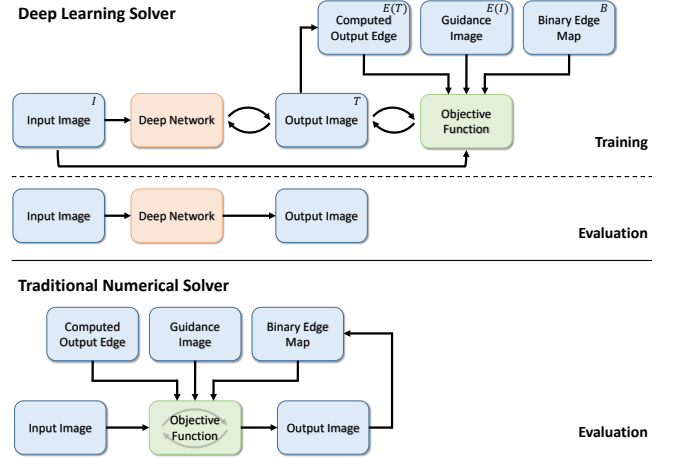 Deep Learning Solver
E(T)
Computed
Output Edge
E(I)
Guidance
Image
B
Binary Edge
Map
I
Input Image
Deep Network
T
Output Image
Objective
Function
Training
Input Image
Deep Network
Output Image
Evaluation
Traditional Numerical Solver
Computed
Output Edge
Guidance
Image
Binary Edge
Map
Input Image
Objective
Function
Output Image
Evaluation